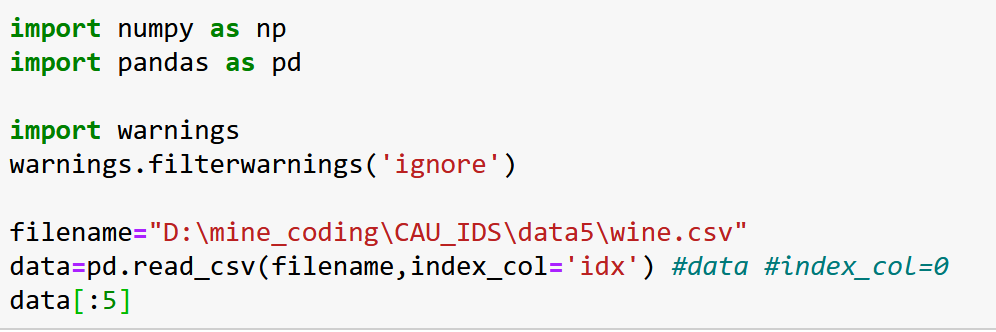 import numpy as np
import pandas as pd
import warnings
warnings.filterwarnings('ignore')
filename="D:\mine_coding\CAU_IDS\data5\wine.csv"
data=pd.read_csv(filename,index_col='idx') #data #index_col=0
data[:5]